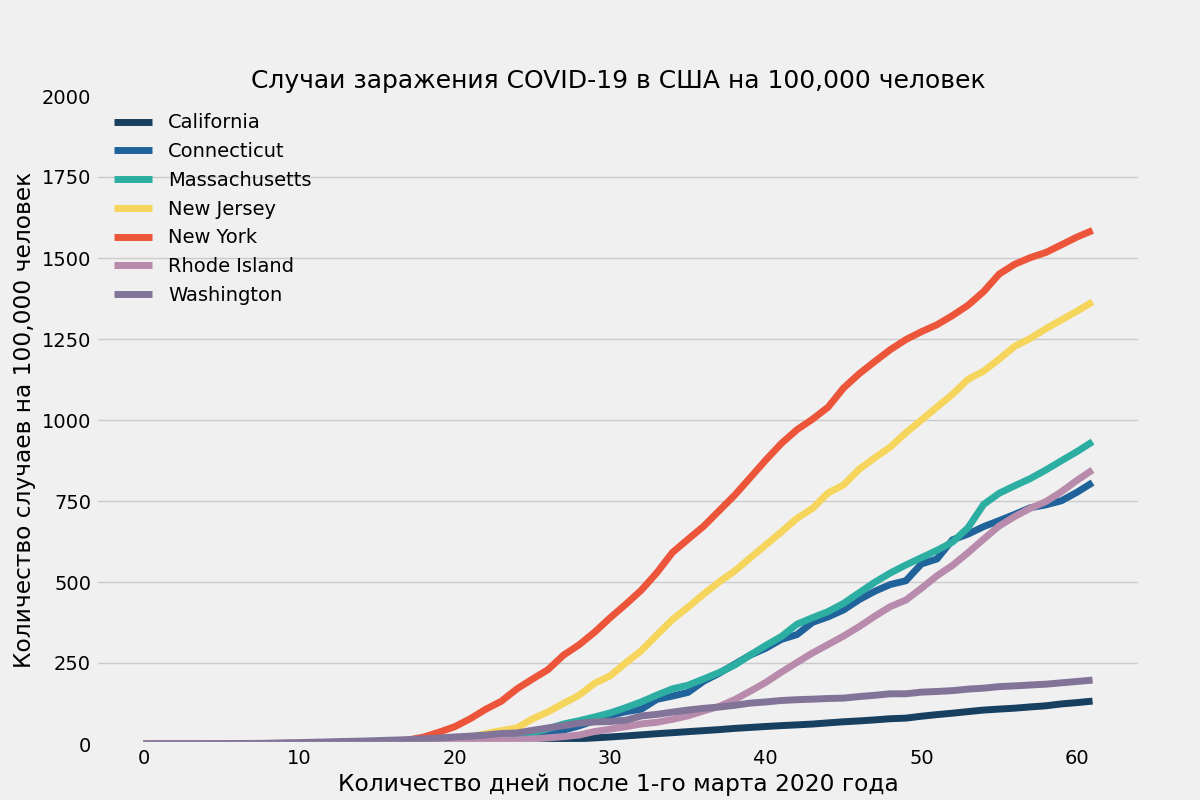 Случаи заражения COVID-19 в США на 100,000 человек
2000
1750
1500
1250
1000
750
500
250
0
Количество случаев на 100,000 человек
California
Connecticut
Massachusetts
New Jersey
New York
Rhode Island
Washington
0 10 20 30 40 50 60
Количество дней после 1-го марта 2020 года